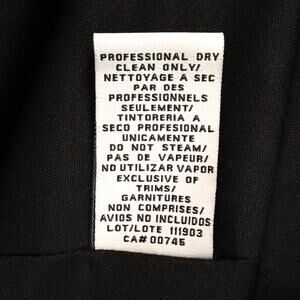 PROFESSIONAL DRY
CLEAN ONLY/
NETTOYAGE A SEC
PAR DES
PROFESSIONNELS
SEULEMENT/
TINTORERIA A
SECO PROFESIONAL
UNICAMENTE
DO NOT STEAM/
PAS DE VAPEUR/
NO UTILIZAR VAPOR
EXCLUSIVE OF
TRIMS/
GARNITURES
NON COMPRISES/
AVIOS NO INCLUIDOS
LOT/LOTE 111903
CA# 00745